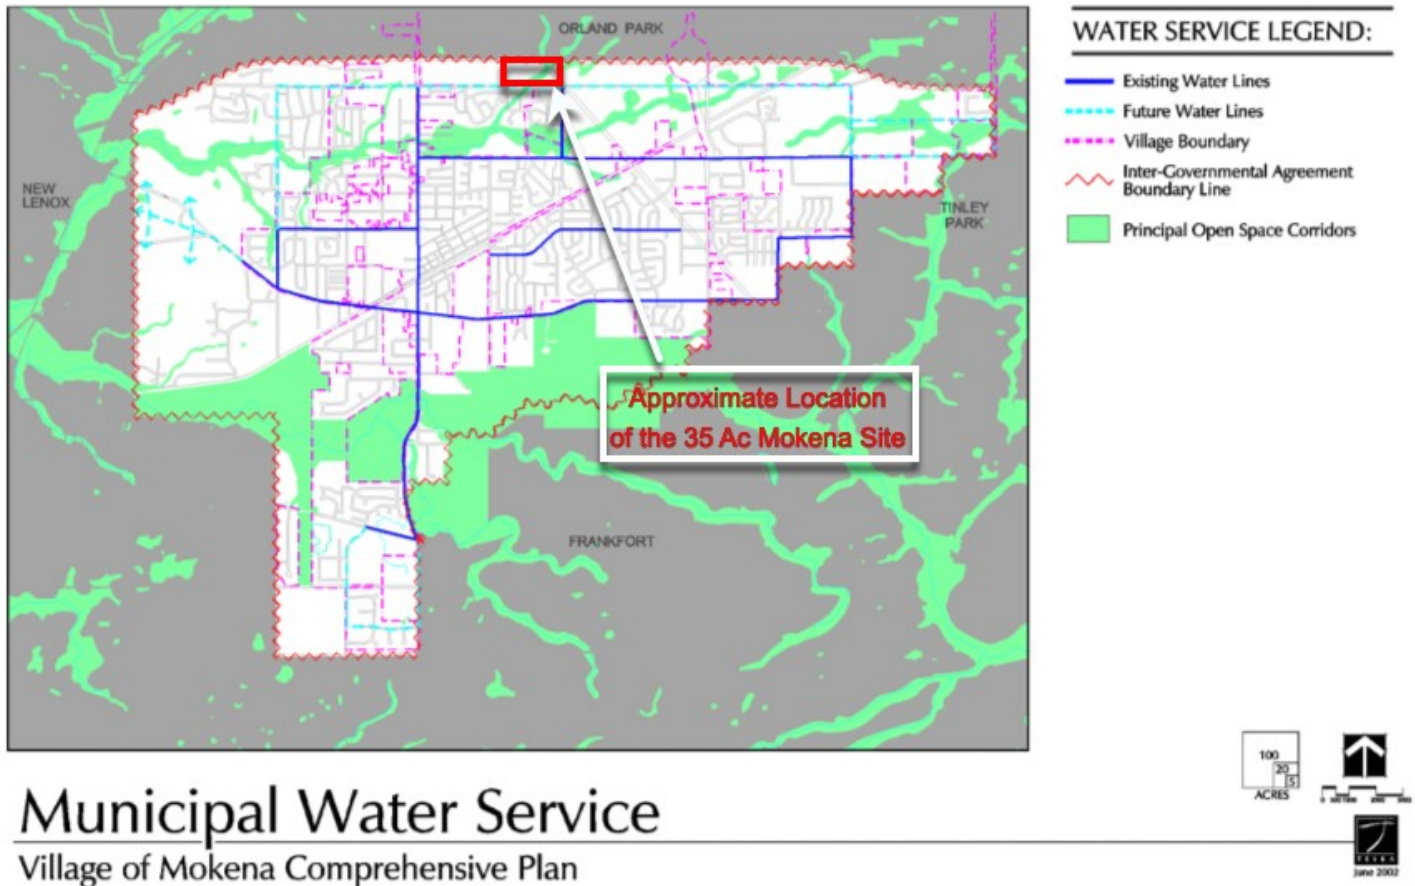 ORLAND PARK
NEW
LENOX
TINLEY
PARK
Approximate Location
of the 35 Ac Mokena Site
FRANKFORT
WATER SERVICE LEGEND:
Existing Water Lines
Future Water Lines
Village Boundary
Inter-Governmental Agreement
Boundary Line
Principal Open Space Corridors
100
20
5
ACRES
TESKA
June 2002
Municipal Water Service
Village of Mokena Comprehensive Plan